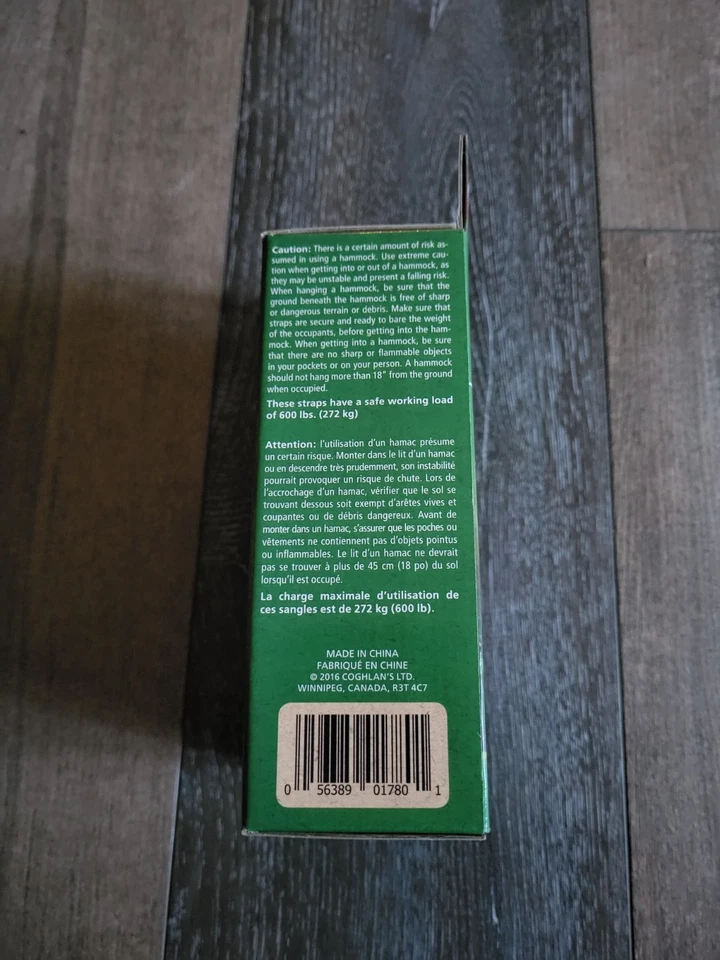 Caution: There is a certain amount of risk as-
sumed in using a hammock. Use extreme cau-
tion when getting into or out of a hammock, as
they may be unstable and present a falling risk.
When hanging a hammock, be sure that the
ground beneath the hammock is free of sharp
or dangerous terrain or debris. Make sure that
straps are secure and ready to bare the weight
of the occupants, before getting into the ham-
mock. When getting into a hammock, be sure
that there are no sharp or flammable objects
in your pockets or on your person. A hammock
should not hang more than 18" from the ground
when occupied.
These straps have a safe working load
of 600 lbs. (272 kg)
Attention: l'utilisation d'un hamac présume
un certain risque. Monter dans le lit d'un hamac
ou en descendre très prudemment, son instabilité
pourrait provoquer un risque de chute. Lors de
l'accrochage d'un hamac, vérifier que le sol se
trouvant dessous soit exempt d'arêtes vives et
coupantes ou de débris dangereux. Avant de
monter dans un hamac, s'assurer que les poches ou
vêtements ne contiennent pas d'objets pointus
ou inflammables. Le lit d'un hamac ne devrait
pas se trouver à plus de 45 cm (18 po) du sol
lorsqu'il est occupé.
La charge maximale d'utilisation de
ces sangles est de 272 kg (600 lb).
MADE IN CHINA
FABRIQUÉ EN CHINE
© 2016 COGHLAN'S LTD.
WINNIPEG, CANADA, R3T 4C7
0 56389 01780 1